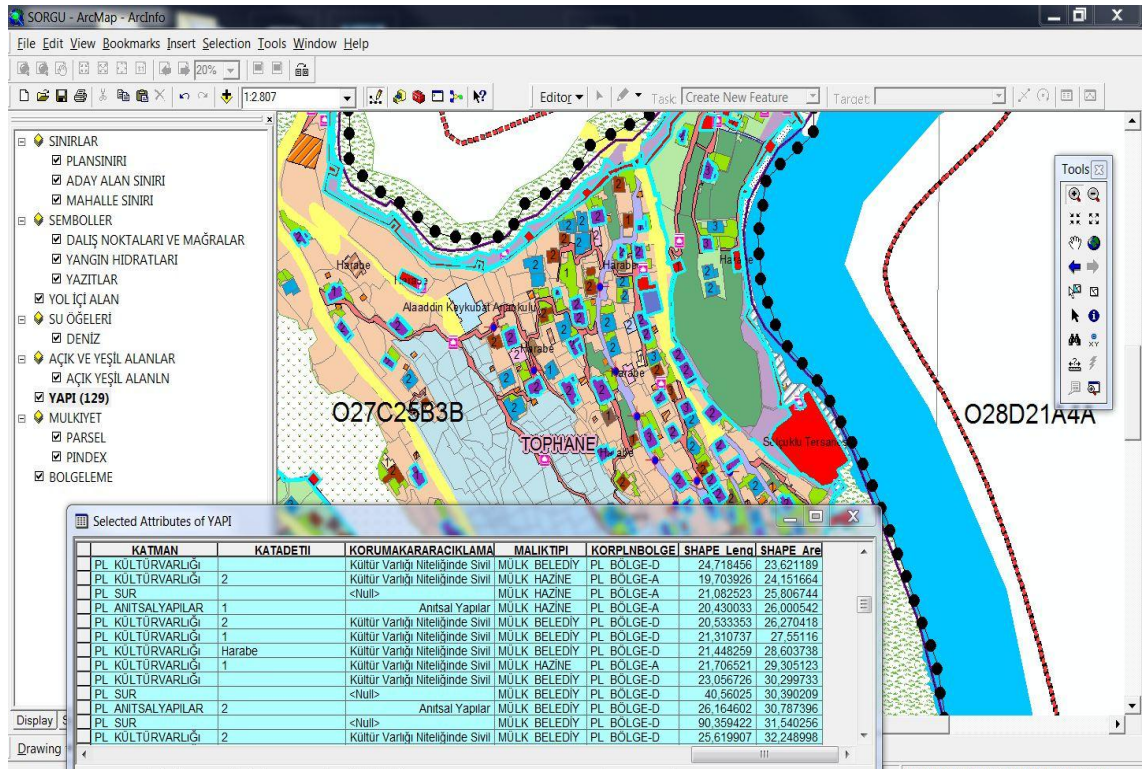 SORGU - ArcMap - ArcInfo
File Edit View Bookmarks Insert Selection Tools Window Help
20%
1:2.807
Editor
Task: Create New Feature
Target:
SINIRLAR
PLANSINIRI
ADAY ALAN SINIRI
MAHALLE SINIRI
SEMBOLLER
DALIŞ NOKTALARI VE MAĞRALAR
YANGIN HIDRATLARI
YAZITLAR
YOL İÇİ ALAN
SU ÖĞELERİ
DENİZ
AÇIK VE YEŞİL ALANLAR
AÇIK YEŞİL ALANLN
YAPI (129)
MULKIYET
PARSEL
PINDEX
BOLGELEME
Tools
Harabe
Harabe
Alaaddin Keykubat
Harabe
O27C25B3B
TOPHANE
Selçuklu
O28D21A4A
Selected Attributes of YAPI
KATMAN KATADETII KORUMAKARARACIKLAMA MALIKTIPI KORPLNBOLGE SHAPE_Leng SHAPE_Are
PL_KÜLTÜRVARLIĞI Kültür Varlığı Niteliğinde Sivil MÜLK_BELEDİY PL_BÖLGE-D 24,718456 23,621189
PL_KÜLTÜRVARLIĞI 2 Kültür Varlığı Niteliğinde Sivil MÜLK_HAZİNE PL_BÖLGE-A 19,703926 24,151664
PL_SUR <Null> MÜLK_HAZİNE PL_BÖLGE-A 21,082523 25,806744
PL_ANITSALYAPILAR 1 Anıtsal Yapılar MÜLK_HAZİNE PL_BÖLGE-A 20,430033 26,000542
PL_KÜLTÜRVARLIĞI 2 Kültür Varlığı Niteliğinde Sivil MÜLK_BELEDİY PL_BÖLGE-D 20,533353 26,270418
PL_KÜLTÜRVARLIĞI 1 Kültür Varlığı Niteliğinde Sivil MÜLK_BELEDİY PL_BÖLGE-D 21,310737 27,55116
PL_KÜLTÜRVARLIĞI Harabe Kültür Varlığı Niteliğinde Sivil MÜLK_BELEDİY PL_BÖLGE-D 21,448259 28,603738
PL_KÜLTÜRVARLIĞI 1 Kültür Varlığı Niteliğinde Sivil MÜLK_HAZİNE PL_BÖLGE-A 21,706521 29,305123
PL_KÜLTÜRVARLIĞI Kültür Varlığı Niteliğinde Sivil MÜLK_BELEDİY PL_BÖLGE-D 23,056726 30,299733
PL_SUR <Null> MÜLK_BELEDİY PL_BÖLGE-D 40,56025 30,390209
PL_ANITSALYAPILAR 2 Anıtsal Yapılar MÜLK_BELEDİY PL_BÖLGE-D 26,164602 30,787396
PL_SUR <Null> MÜLK_BELEDİY PL_BÖLGE-D 90,359422 31,540256
PL_KÜLTÜRVARLIĞI 2 Kültür Varlığı Niteliğinde Sivil MÜLK_BELEDİY PL_BÖLGE-D 25,619907 32,248998
Display
Drawing